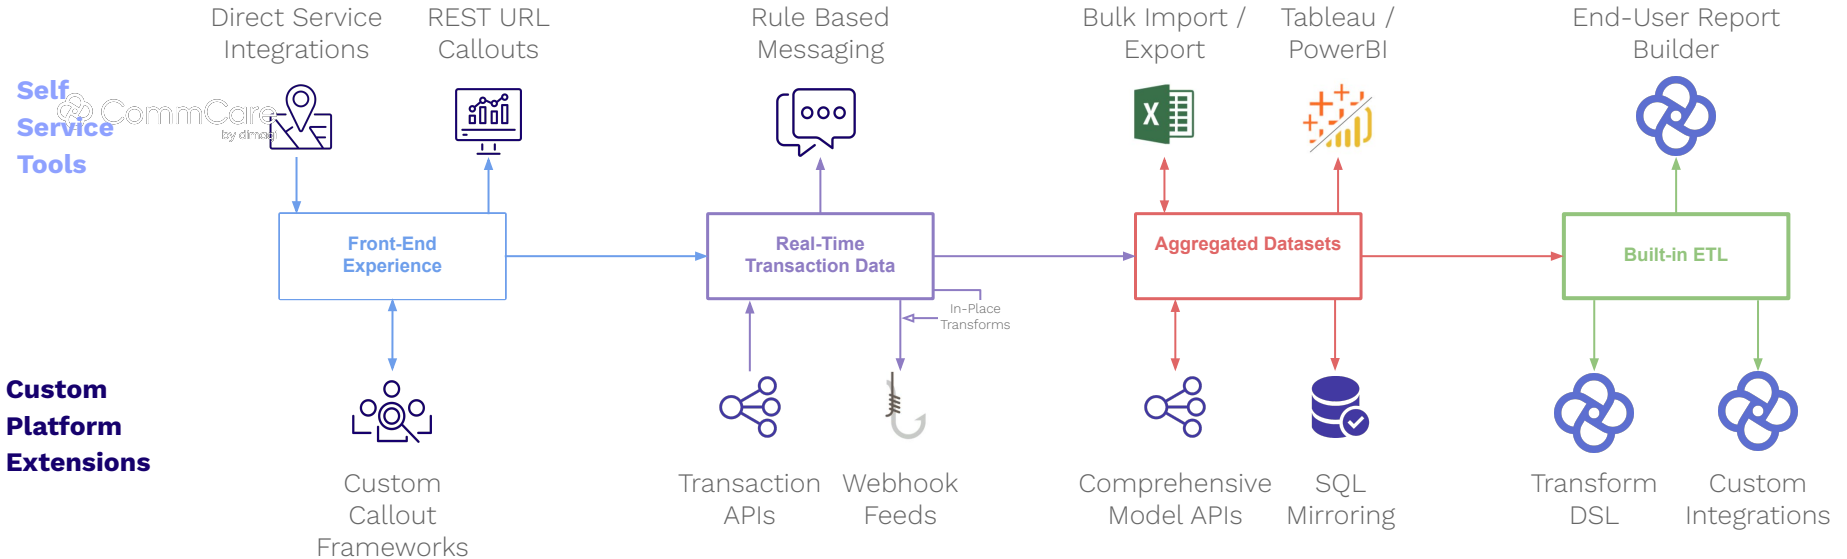 Direct Service
Integrations
REST URL
Callouts
Rule Based
Messaging
Bulk Import /
Export
Tableau /
PowerBI
End-User Report
Builder
Self
Service
Tools
CommCare
by dimagi
X
Front-End
Experience
Real-Time
Transaction Data
Aggregated Datasets
Built-in ETL
In-Place
Transforms
Custom
Platform
Extensions
Custom
Callout
Frameworks
Transaction
APIs
Webhook
Feeds
Comprehensive
Model APIs
SQL
Mirroring
Transform
DSL
Custom
Integrations